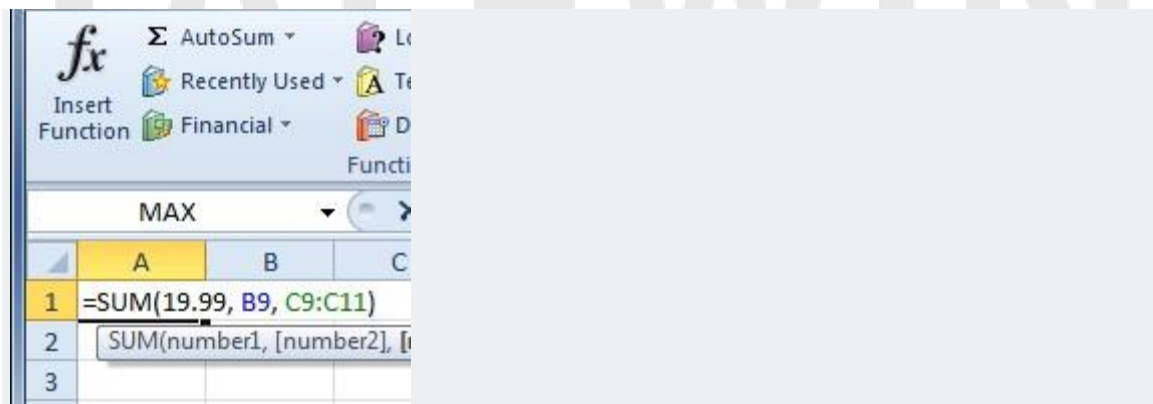 fx
Σ AutoSum
Recently Used
A
Insert
Function
Financial
D
MAX
A B C
1 =SUM(19.99, B9, C9:C11)
2 SUM(number1, [number2],
3